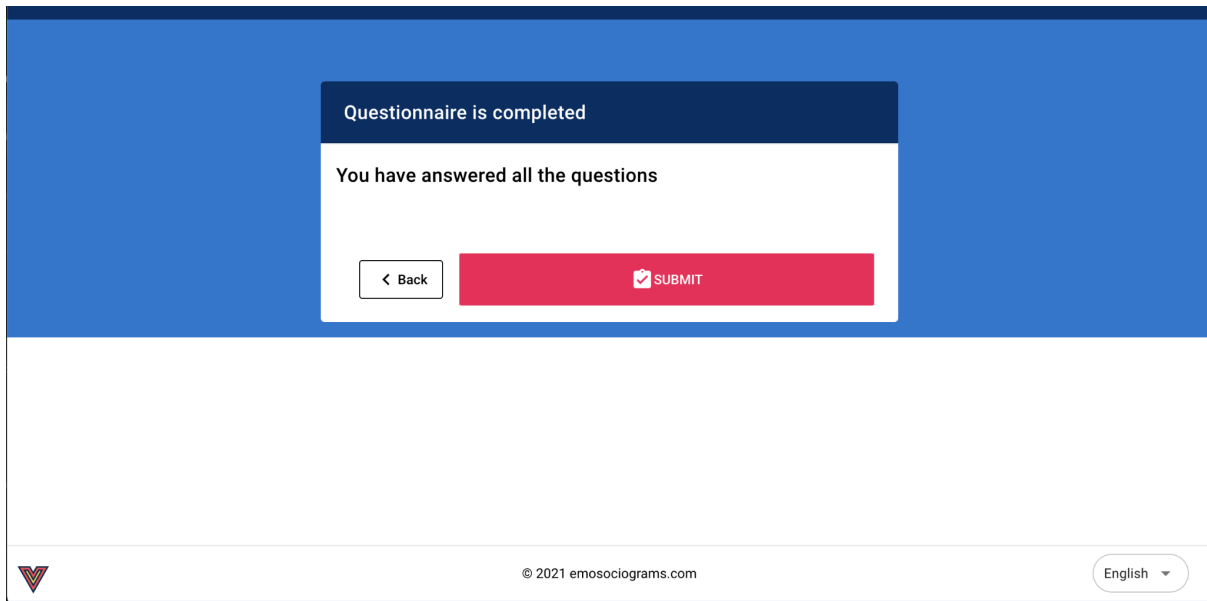 Questionnaire is completed
You have answered all the questions
Back
SUBMIT
© 2021 emosociograms.com
English